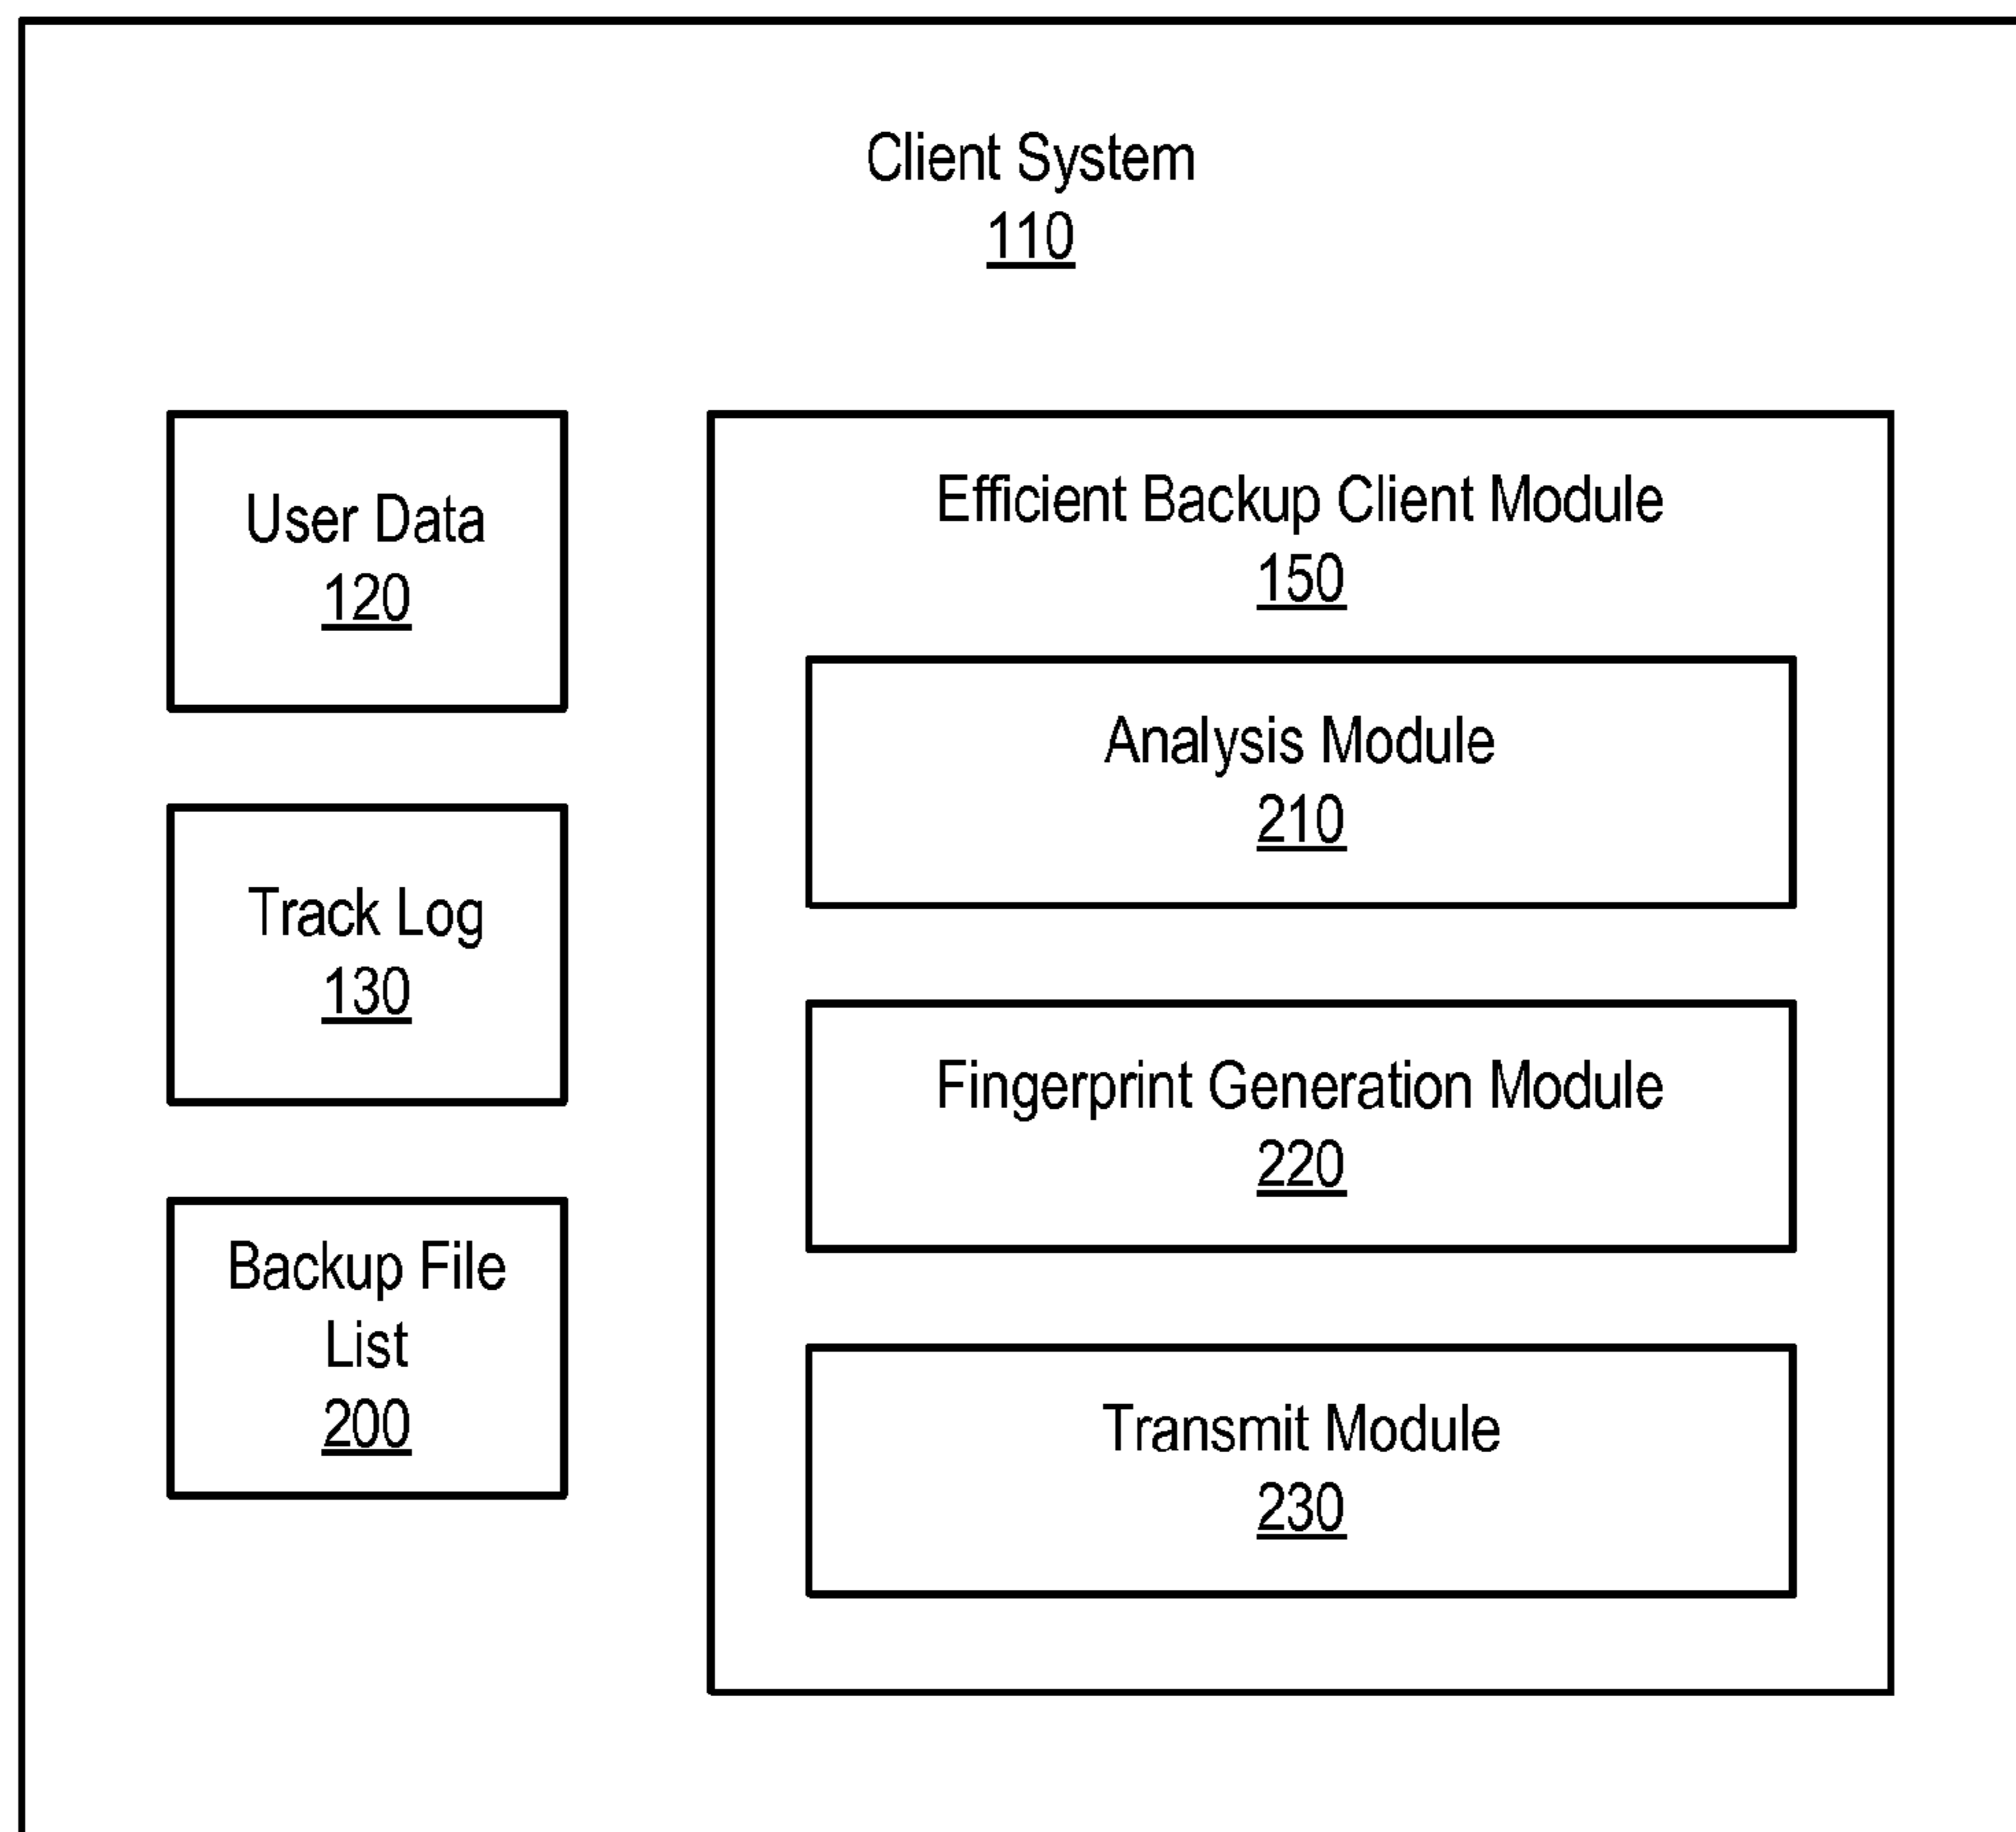 Client System
110
User Data
120
Track Log
130
Backup File
List
200
Efficient Backup Client Module
150
Analysis Module
210
Fingerprint Generation Module
220
Transmit Module
230